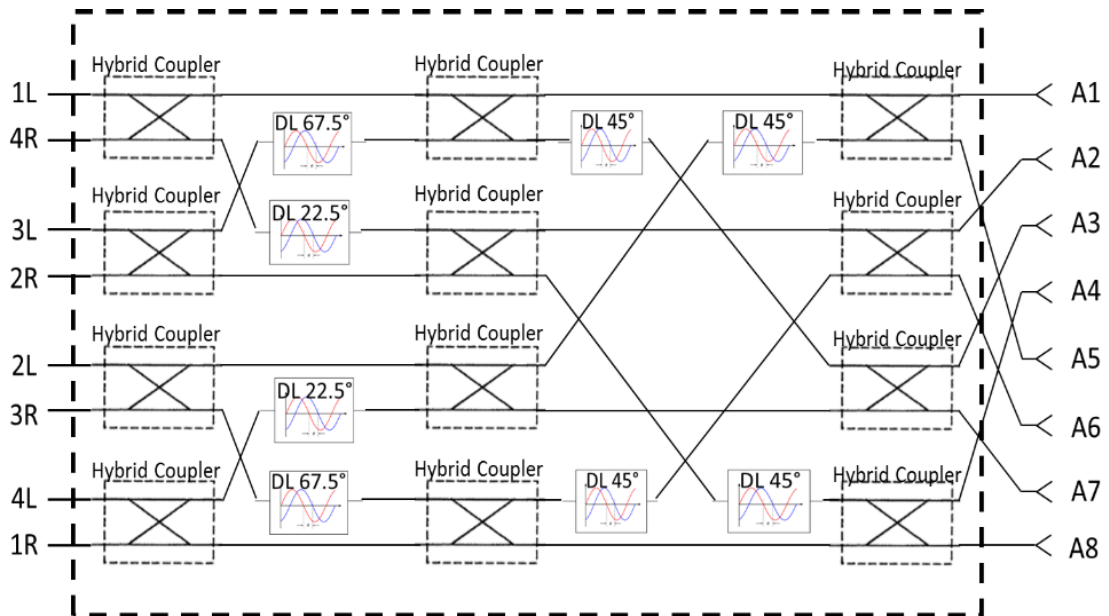 Hybrid Coupler Hybrid Coupler Hybrid Coupler
1L A1
DL 67.5° DL 45° DL 45°
4R
A2
Hybrid Coupler Hybrid Coupler Hybrid Coupler
DL 22.5°
3L A3
2R
A4
Hybrid Coupler Hybrid Coupler Hybrid Coupler
2L A5
DL 22.5°
3R
A6
Hybrid Coupler Hybrid Coupler Hybrid Coupler
DL 67.5° DL 45° DL 45°
4L A7
1R A8